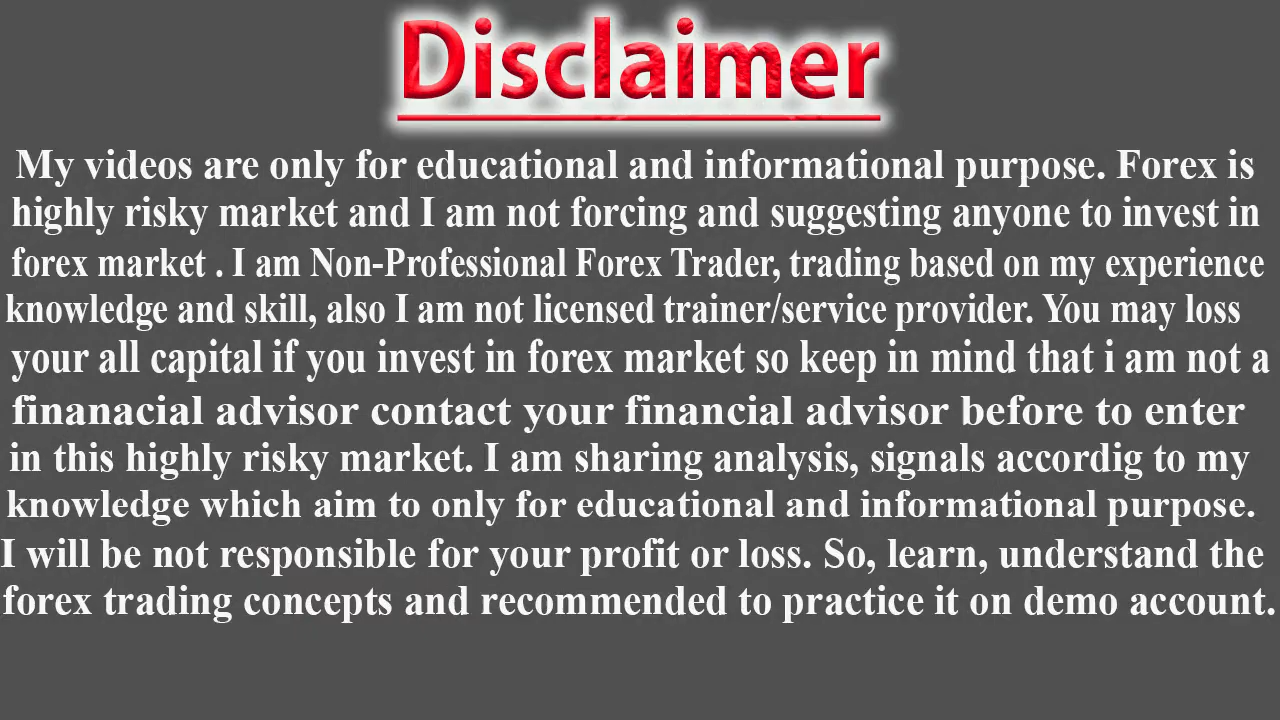 Disclaimer
My videos are only for educational and informational purpose. Forex is
highly risky market and I am not forcing and suggesting anyone to invest in
forex market . I am Non-Professional Forex Trader, trading based on my experience
knowledge and skill, also I am not licensed trainer/service provider. You may loss
your all capital if you invest in forex market so keep in mind that i am not a
finanacial advisor contact your financial advisor before to enter
in this highly risky market. I am sharing analysis, signals accordig to my
knowledge which aim to only for educational and informational purpose.
I will be not responsible for your profit or loss. So, learn, understand the
forex trading concepts and recommended to practice it on demo account.